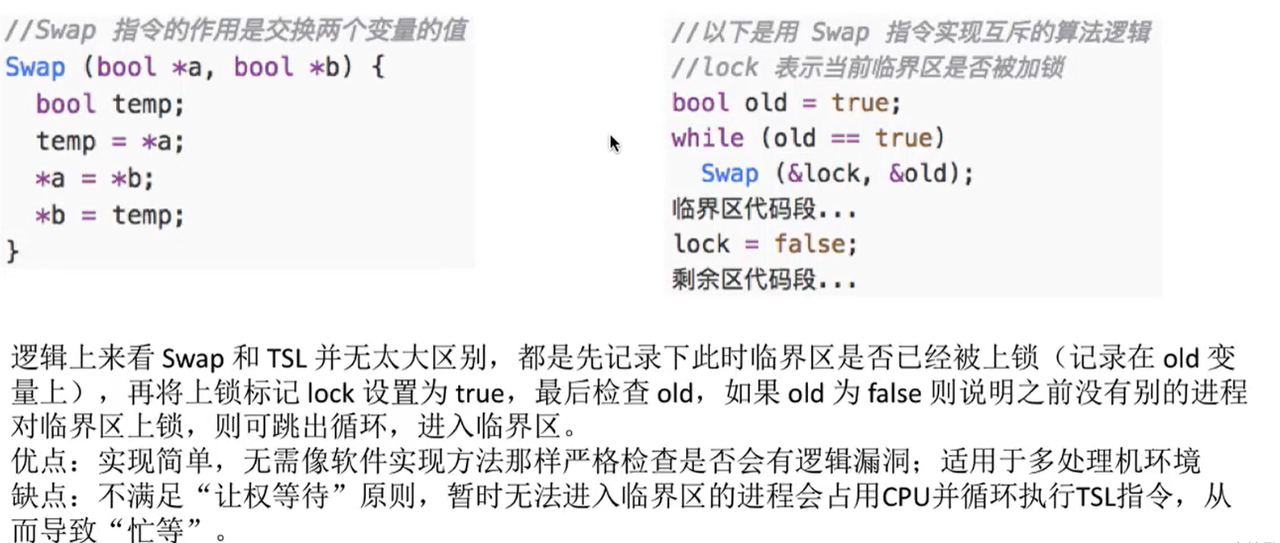 //Swap 指令的作用是交换两个变量的值
Swap (bool *a, bool *b) {
  bool temp;
  temp = *a;
  *a = *b;
  *b = temp;
}
//以下是用 Swap 指令实现互斥的算法逻辑
//lock 表示当前临界区是否被加锁
bool old = true;
while (old == true)
  Swap (&lock, &old);
临界区代码段...
lock = false;
剩余区代码段...
逻辑上来看 Swap 和 TSL 并无太大区别，都是先记录下此时临界区是否已经被上锁（记录在 old 变
量上），再将上锁标记 lock 设置为 true，最后检查 old，如果 old 为 false 则说明之前没有别的进程
对临界区上锁，则可跳出循环，进入临界区。
优点：实现简单，无需像软件实现方法那样严格检查是否会有逻辑漏洞；适用于多处理机环境
缺点：不满足“让权等待”原则，暂时无法进入临界区的进程会占用CPU并循环执行TSL指令，从
而导致“忙等”。